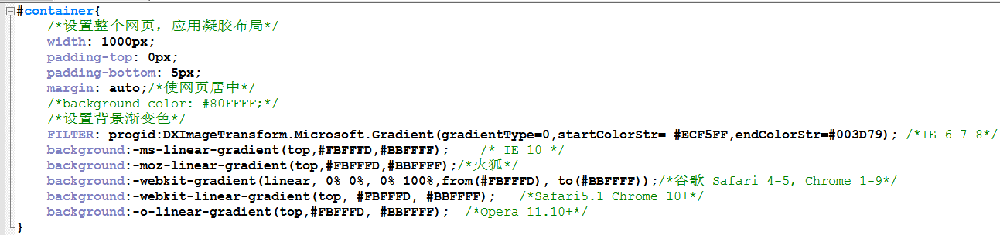 #container{
/*设置整个网页，应用凝胶布局*/
width: 1000px;
padding-top: 0px;
padding-bottom: 5px;
margin: auto;/*使网页居中*/
/*background-color: #80FFFF;*/
/*设置背景渐变色*/
FILTER: progid:DXImageTransform.Microsoft.Gradient(gradientType=0,startColorStr= #ECF5FF,endColorStr=#003D79); /*IE 6 7 8*/
background:-ms-linear-gradient(top,#FBFFFD,#BBFFFF);    /* IE 10 */
background:-moz-linear-gradient(top,#FBFFFD,#BBFFFF);/*火狐*/
background:-webkit-gradient(linear, 0% 0%, 0% 100%,from(#FBFFFD), to(#BBFFFF));/*谷歌 Safari 4-5, Chrome 1-9*/
background:-webkit-linear-gradient(top, #FBFFFD, #BBFFFF);   /*Safari5.1 Chrome 10+*/
background:-o-linear-gradient(top,#FBFFFD, #BBFFFF);  /*Opera 11.10+*/
}